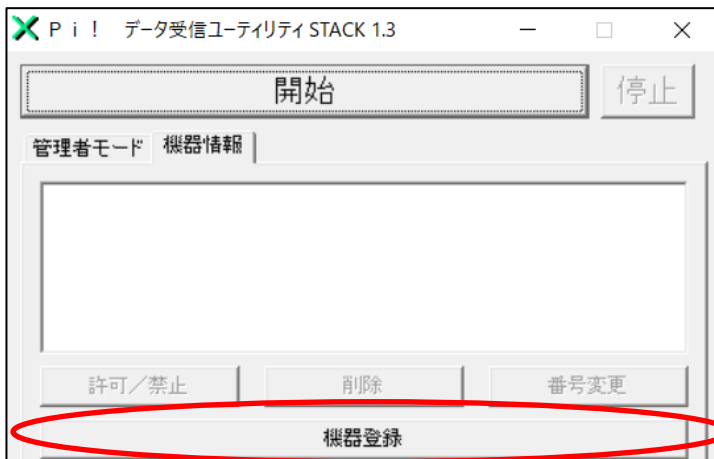 Pi! データ受信ユーティリティ STACK 1.3
開始 停止
管理者モード 機器情報
許可／禁止 削除 番号変更
機器登録